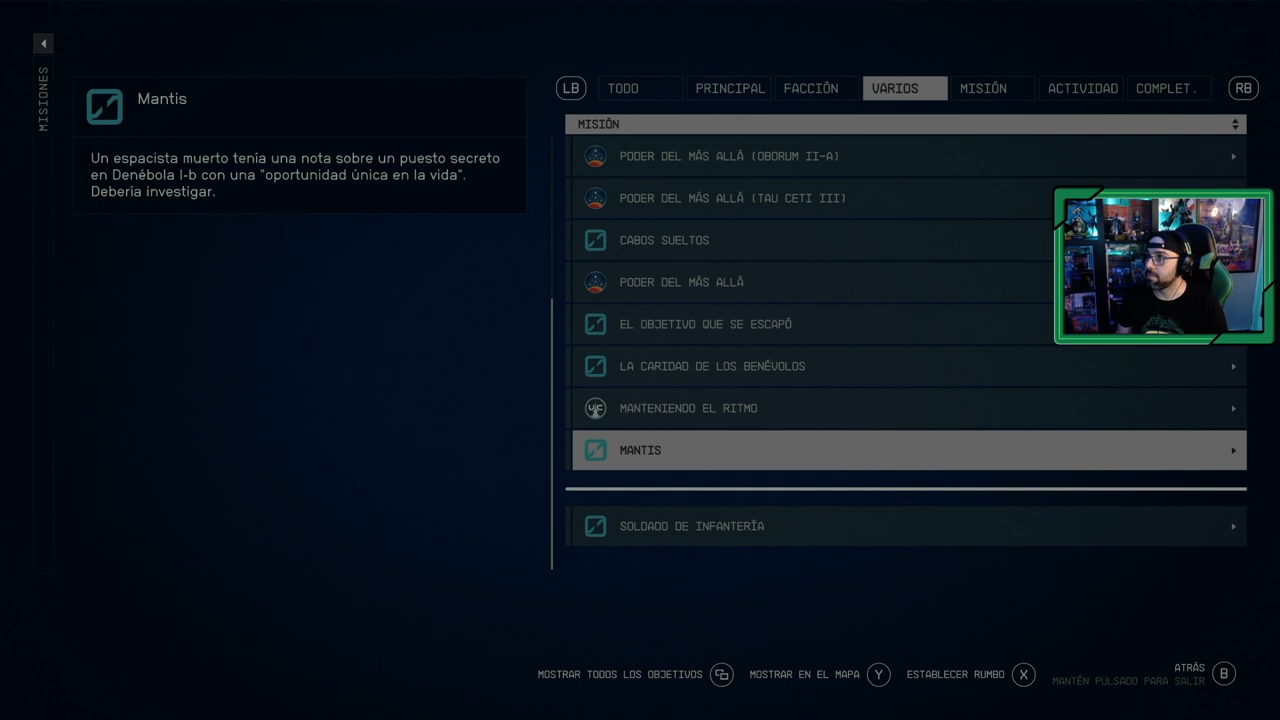 MISIONES
Mantis
Un espacista muerto tenía una nota sobre un puesto secreto
en Denébola I-b con una "oportunidad única en la vida".
Debería investigar.
LB
TODO
PRINCIPAL
FACCIÓN
VARIOS
MISIÓN
ACTIVIDAD
COMPLET.
RB
MISIÓN
PODER DEL MÁS ALLÁ (OBORUM II-A)
PODER DEL MÁS ALLÁ (TAU CETI III)
CABOS SUELTOS
PODER DEL MÁS ALLÁ
EL OBJETIVO QUE SE ESCAPÓ
LA CARIDAD DE LOS BENÉVOLOS
UC
MANTENIENDO EL RITMO
MANTIS
SOLDADO DE INFANTERÍA
MOSTRAR TODOS LOS OBJETIVOS
MOSTRAR EN EL MAPA Y
ESTABLECER RUMBO X
ATRÁS B
MANTÉN PULSADO PARA SALIR